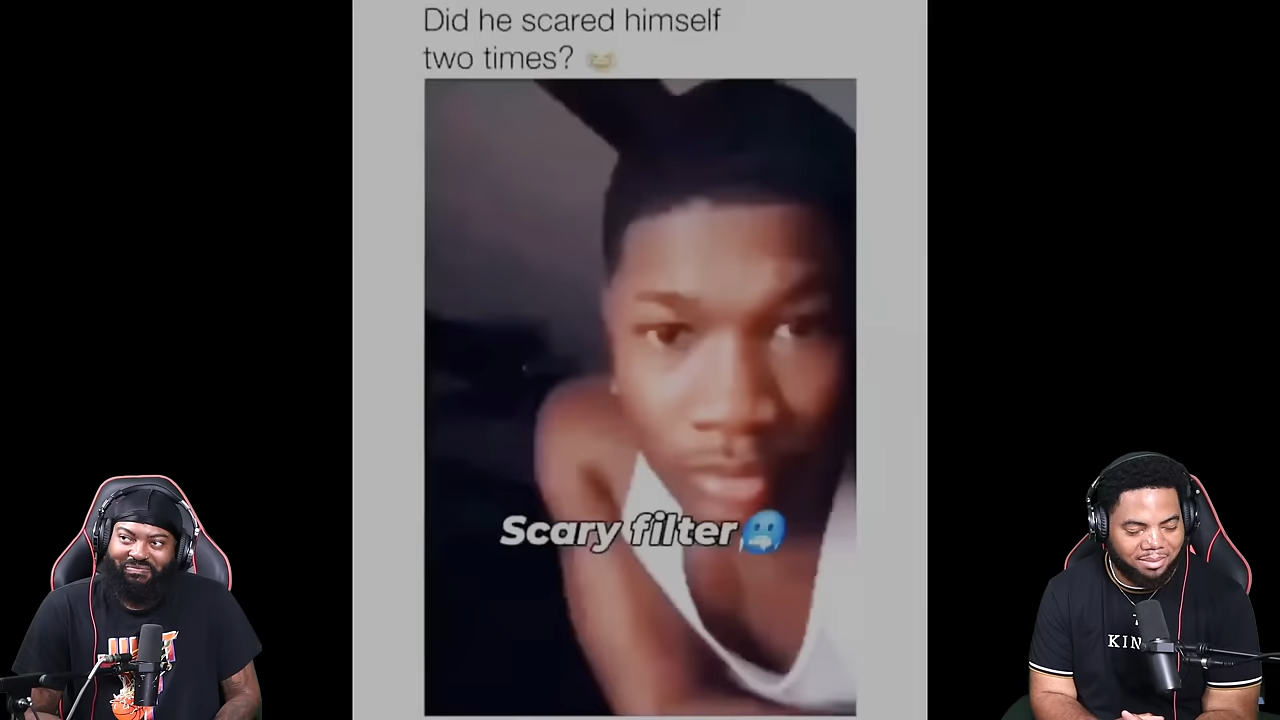 Did he scared himself
two times? 😂
Scary filter🥶
KIN